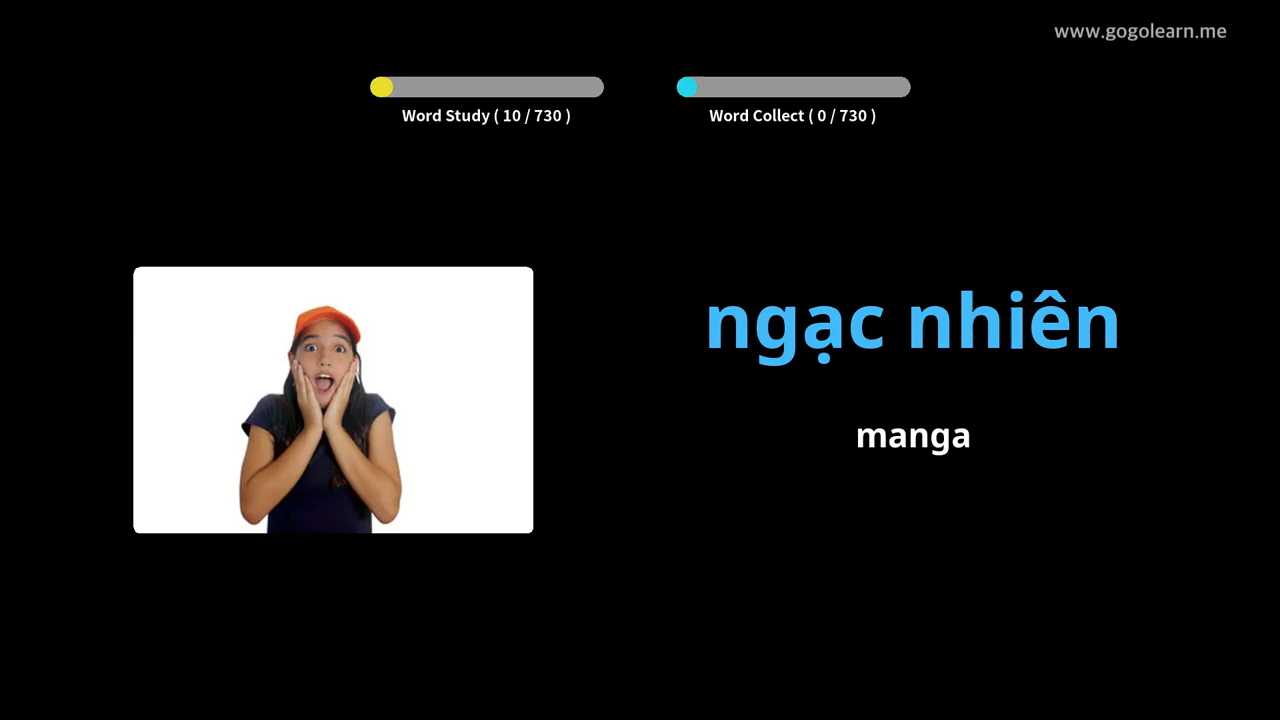 www.gogolearn.me
Word Study ( 10 / 730 )
Word Collect ( 0 / 730 )
ngạc nhiên
manga